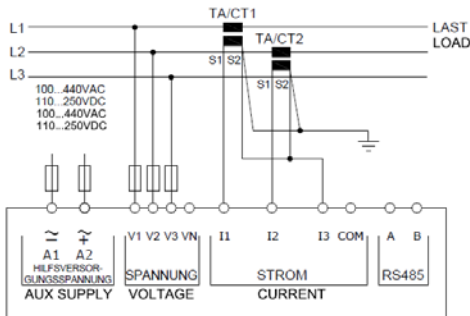 L1
TA/CT1
LAST
LOAD
L2
TA/CT2
L3
S1 S2
S1 S2
100...440VAC
110...250VDC
100...440VAC
110...250VDC
V1 V2 V3 VN I1 I2 I3 COM A B
A1 A2
HILFSVERSOR-
GUNGSSPANNUNG
SPANNUNG STROM RS485
AUX SUPPLY VOLTAGE CURRENT